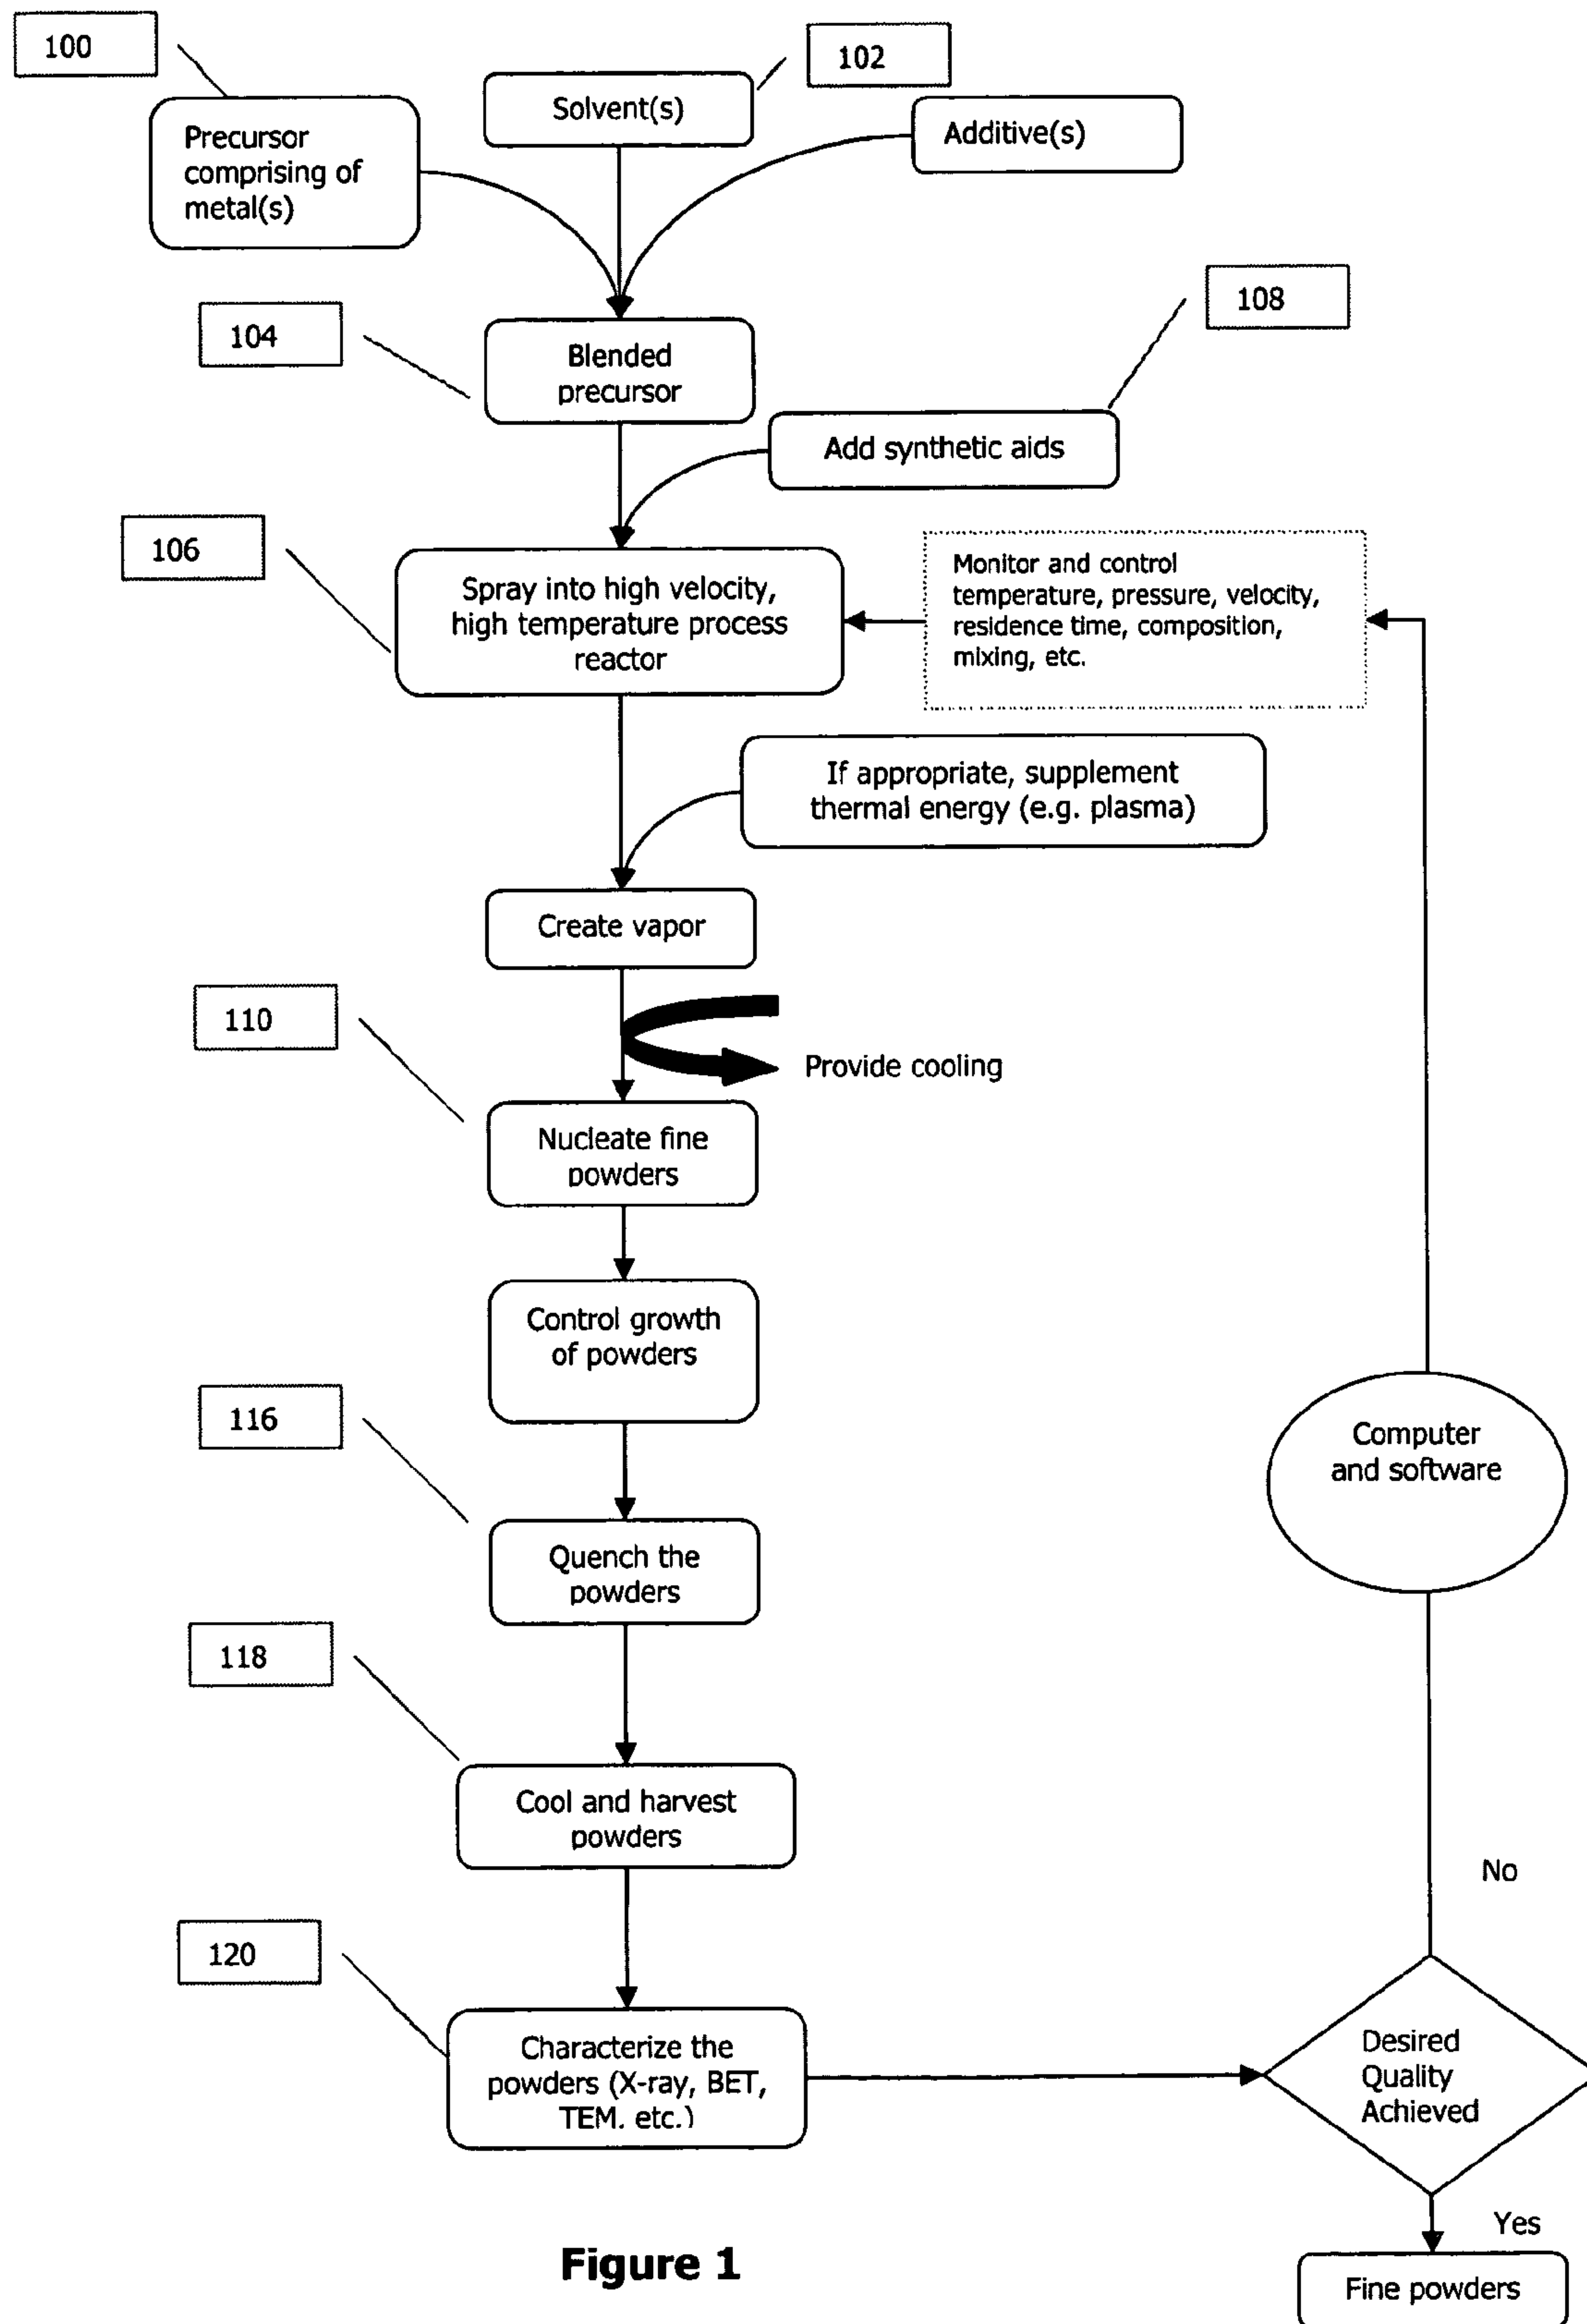 100
102
Solvent(s)
Additive(s)
Precursor
comprising of
metal(s)
108
104
Blended
precursor
Add synthetic aids
106
Spray into high velocity,
high temperature process
reactor
Monitor and control
temperature, pressure, velocity,
residence time, composition,
mixing, etc.
If appropriate, supplement
thermal energy (e.g. plasma)
Create vapor
110
Provide cooling
Nucleate fine
powders
Control growth
of powders
116
Computer
and software
Quench the
powders
118
Cool and harvest
powders
No
120
Characterize the
powders (X-ray, BET,
TEM. etc.)
Desired
Quality
Achieved
Yes
Figure 1
Fine powders